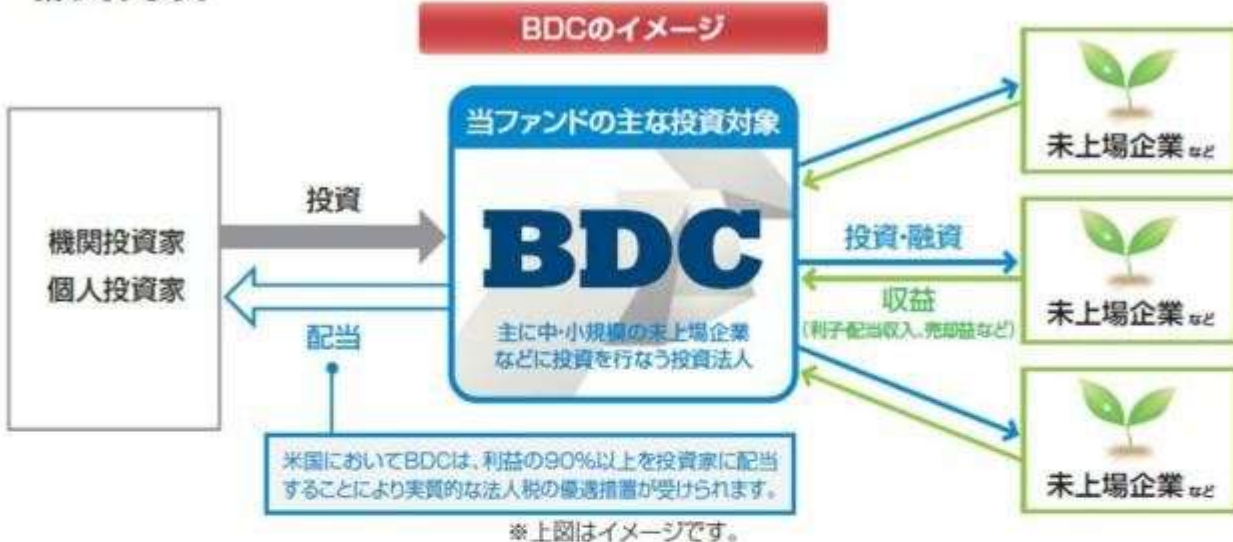 BDCのイメージ
当ファンドの主な投資対象
機関投資家
個人投資家
投資
配当
BDC
主に中・小規模の未上場企業
などに投資を行なう投資法人
投資・融資
収益
(利子配当収入、売却益など)
未上場企業 など
未上場企業 など
未上場企業 など
米国においてBDCは、利益の90%以上を投資家に配当
することにより実質的な法人税の優遇措置が受けられます。
※上図はイメージです。